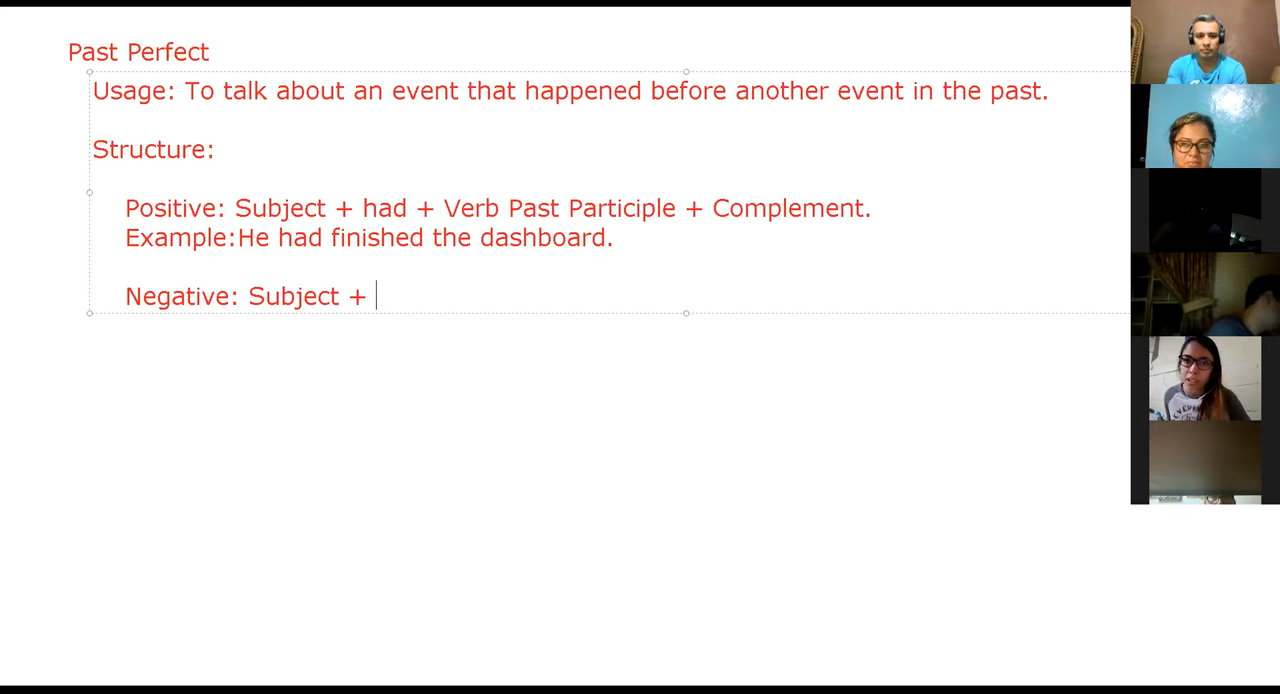 Past Perfect
Usage: To talk about an event that happened before another event in the past.
Structure:
Positive: Subject + had + Verb Past Participle + Complement.
Example:He had finished the dashboard.
Negative: Subject +